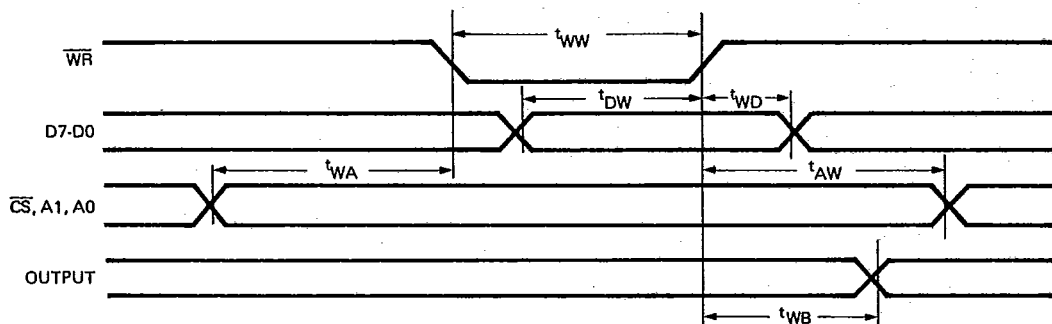 tWW
WR
tDW
tWD
D7-D0
tWA
tAW
CS, A1, A0
OUTPUT
tWB